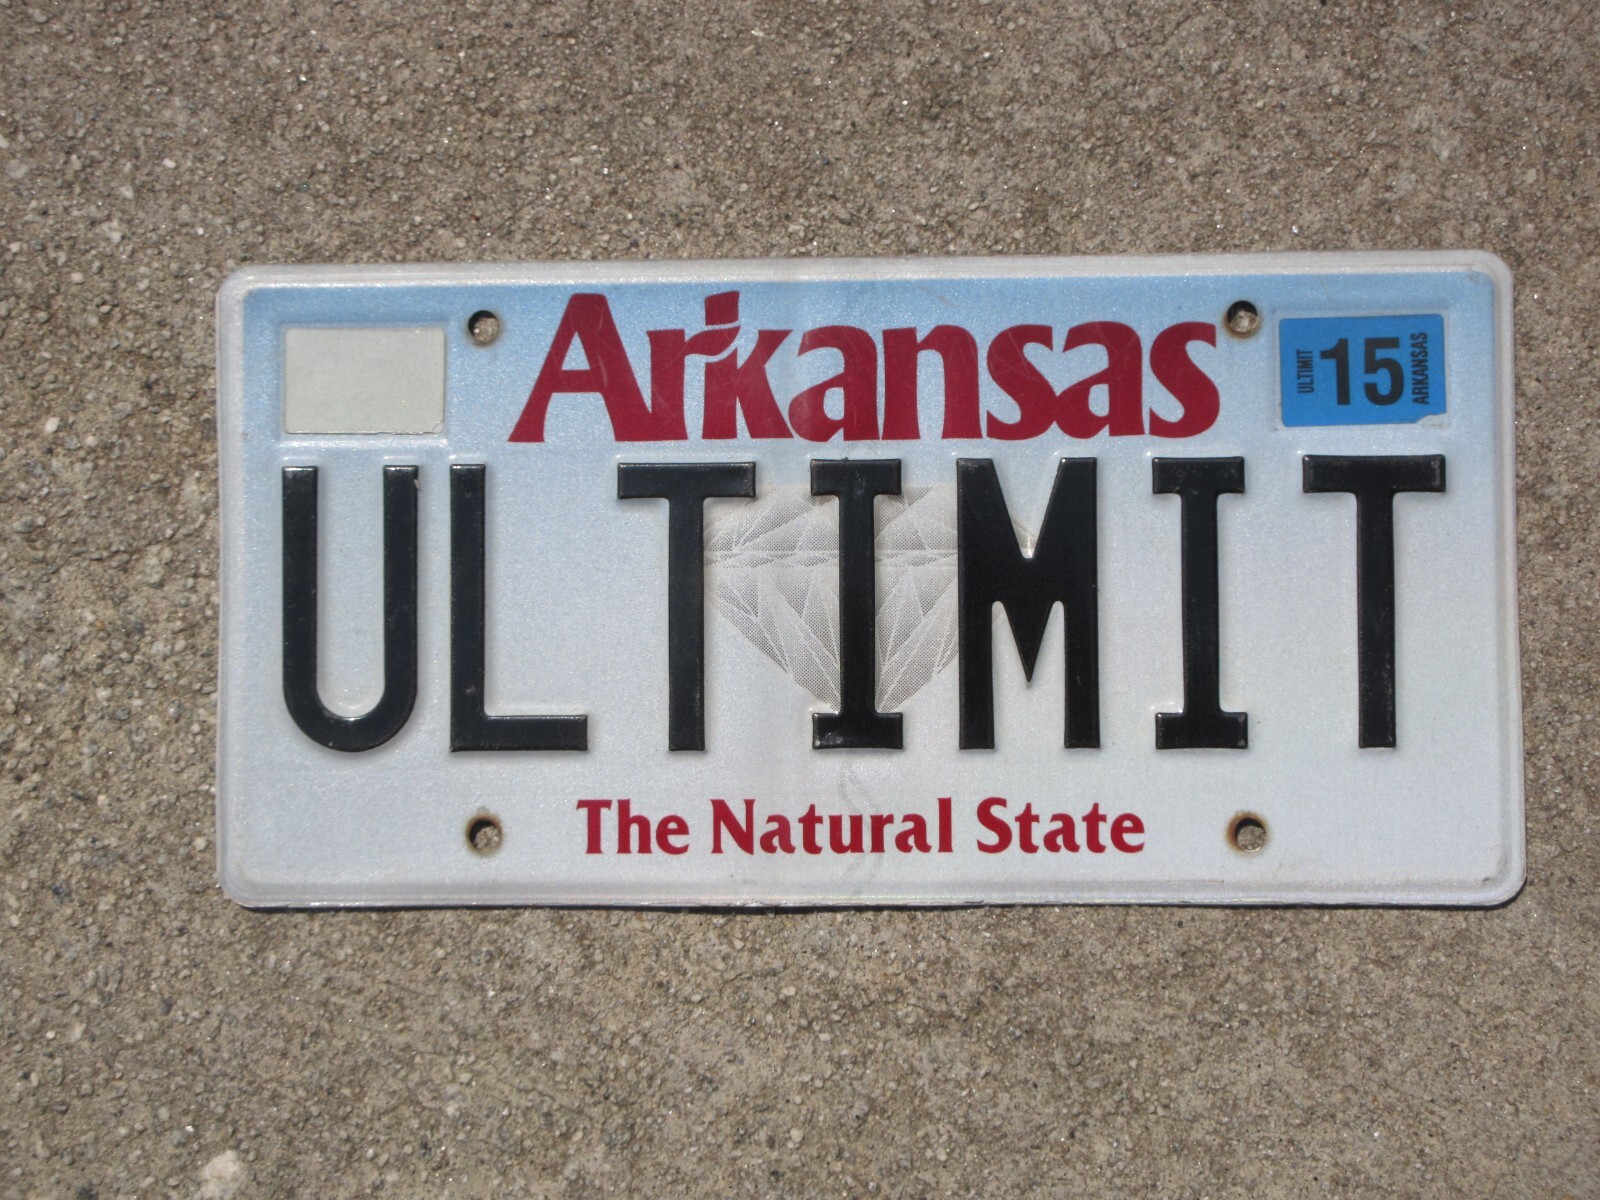 Arkansas
ULTIMIT
15
ARKANSAS
ULTIMIT
The Natural State